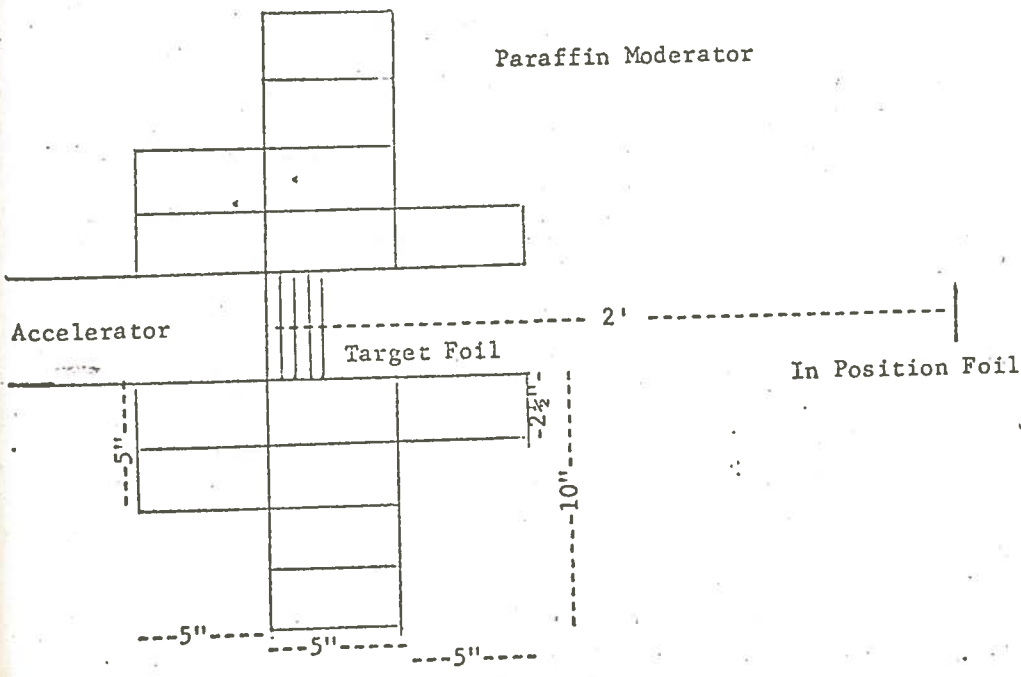 Paraffin Moderator
Accelerator
2'
Target Foil
In Position Foil
2½"
5"
10"
5"
5"
5"